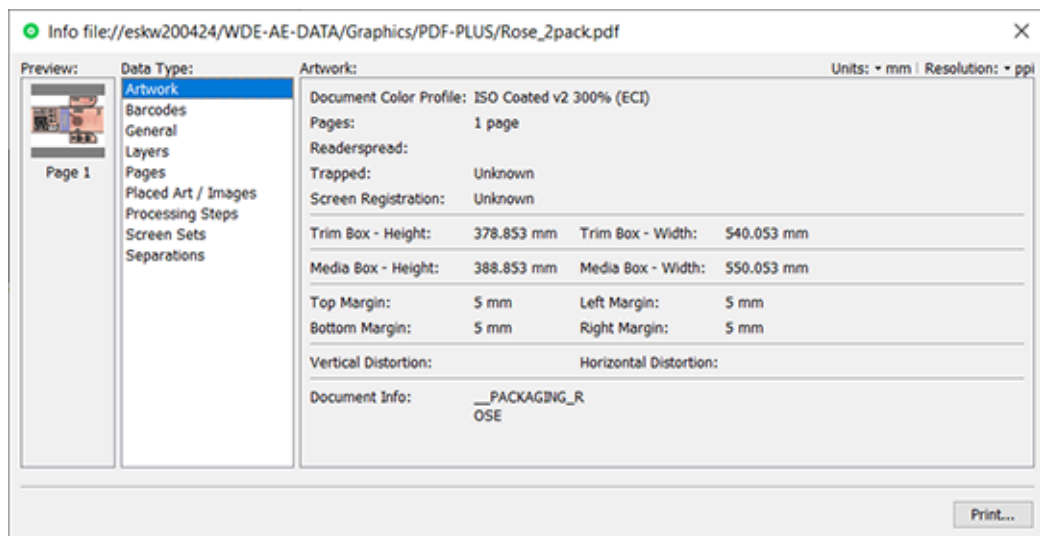 Info file://eskw200424/WDE-AE-DATA/Graphics/PDF-PLUS/Rose_2pack.pdf
Preview: Data Type: Artwork: Units: mm Resolution: ppi
Page 1
Artwork
Barcodes
General
Layers
Pages
Placed Art / Images
Processing Steps
Screen Sets
Separations
Document Color Profile: ISO Coated v2 300% (ECI)
Pages: 1 page
Readerspread:
Trapped: Unknown
Screen Registration: Unknown
Trim Box - Height: 378.853 mm Trim Box - Width: 540.053 mm
Media Box - Height: 388.853 mm Media Box - Width: 550.053 mm
Top Margin: 5 mm Left Margin: 5 mm
Bottom Margin: 5 mm Right Margin: 5 mm
Vertical Distortion: Horizontal Distortion:
Document Info: __PACKAGING_R
OSE
Print...